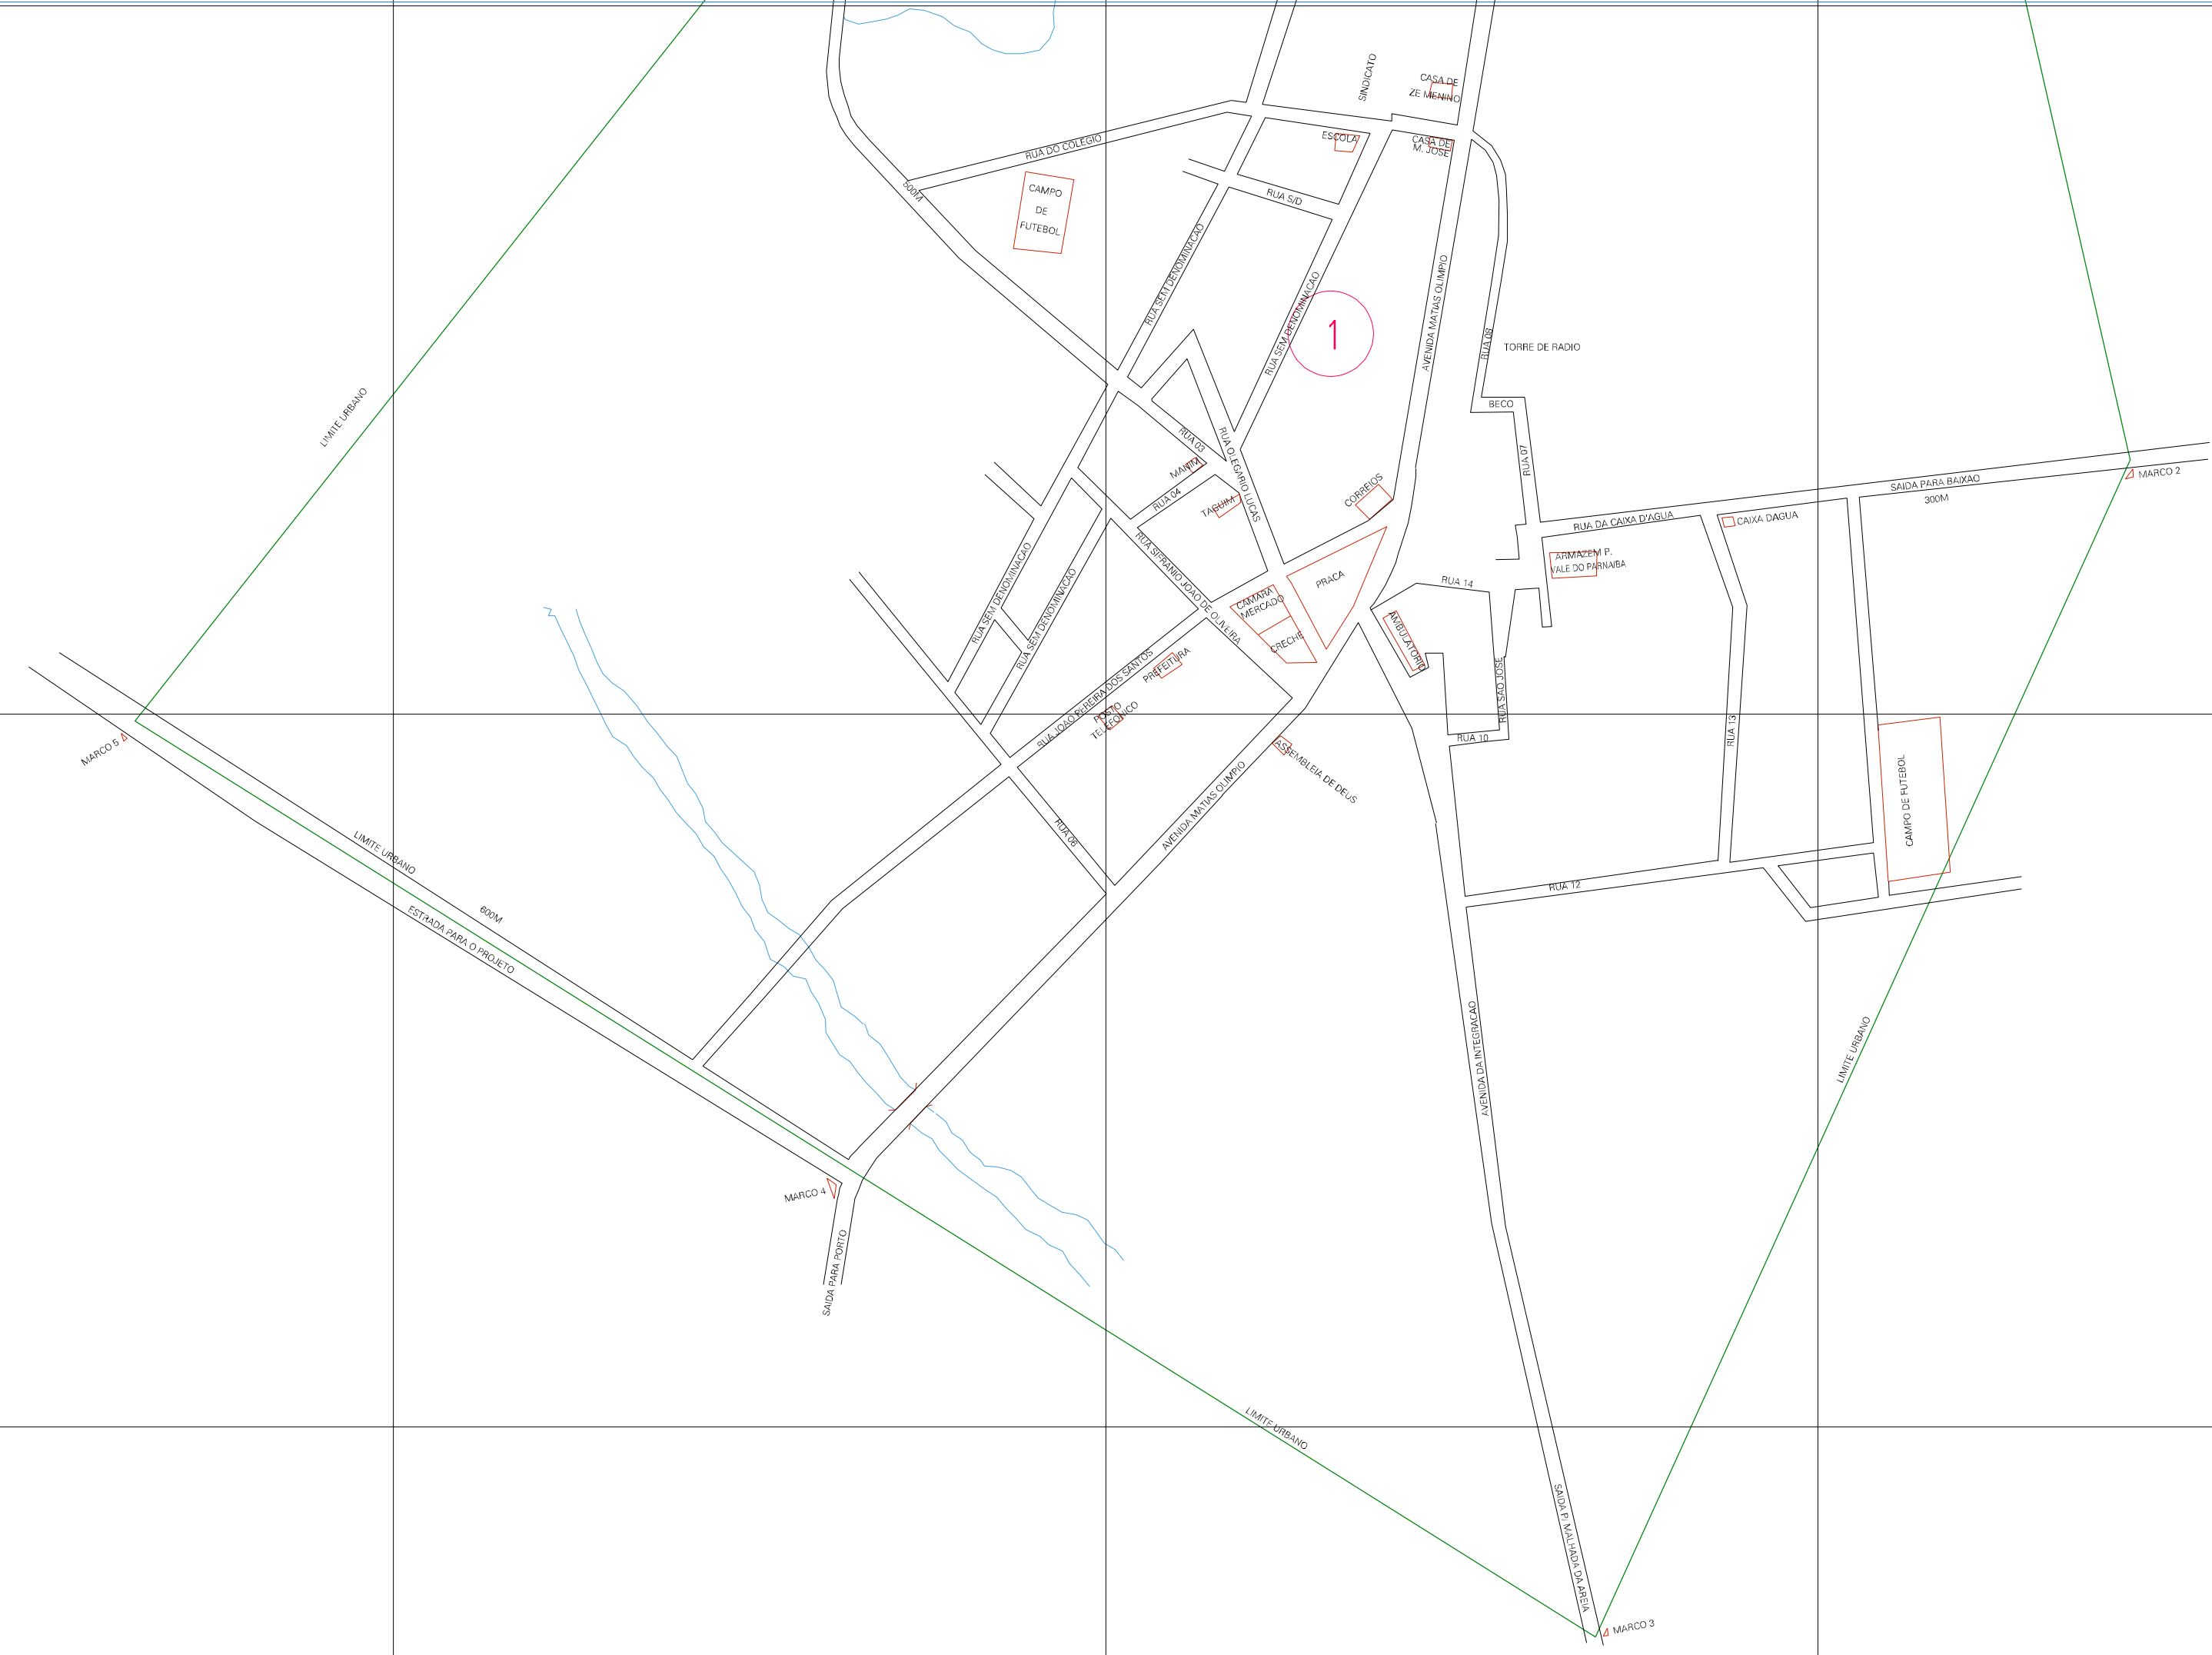 SINDICATO
CASA DE
ZE MENINO
ESCOLA
CASA DE
M. JOSE
RUA DO COLEGIO
500M
CAMPO
DE
FUTEBOL
RUA S/D
RUA SEM DENOMINACAO
RUA SEM DENOMINACAO
1
AVENIDA MATIAS OLIMPIO
RUA 08
TORRE DE RADIO
BECO
LIMITE URBANO
RUA 03
RUA OLEGARIO LUCAS
RUA 07
MARCO 2
SAIDA PARA BAIXAO
300M
CORREIOS
RUA 04
RUA DA CAIXA D'AGUA
CAIXA DAGUA
ARMAZEM P.
VALE DO PARNAIBA
RUA SIFRANIO JOAO DE OLIVEIRA
PRACA
RUA 14
CAMARA
MERCADO
CRECHE
AMBULATORIO
RUA SEM DENOMINACAO
RUA SEM DENOMINACAO
PREFEITURA
RUA JOAO PEREIRA DOS SANTOS
POSTO
TELEFONICO
RUA SAO JOSE
RUA 10
RUA 13
MARCO 5
ASSEMBLEIA DE DEUS
CAMPO DE FUTEBOL
AVENIDA MATIAS OLIMPIO
RUA 06
LIMITE URBANO
RUA 12
600M
ESTRADA PARA O PROJETO
AVENIDA DA INTEGRACAO
LIMITE URBANO
MARCO 4
SAIDA PARA PORTO
LIMITE URBANO
SAIDA P/ MALHADA DA AREIA
MARCO 3